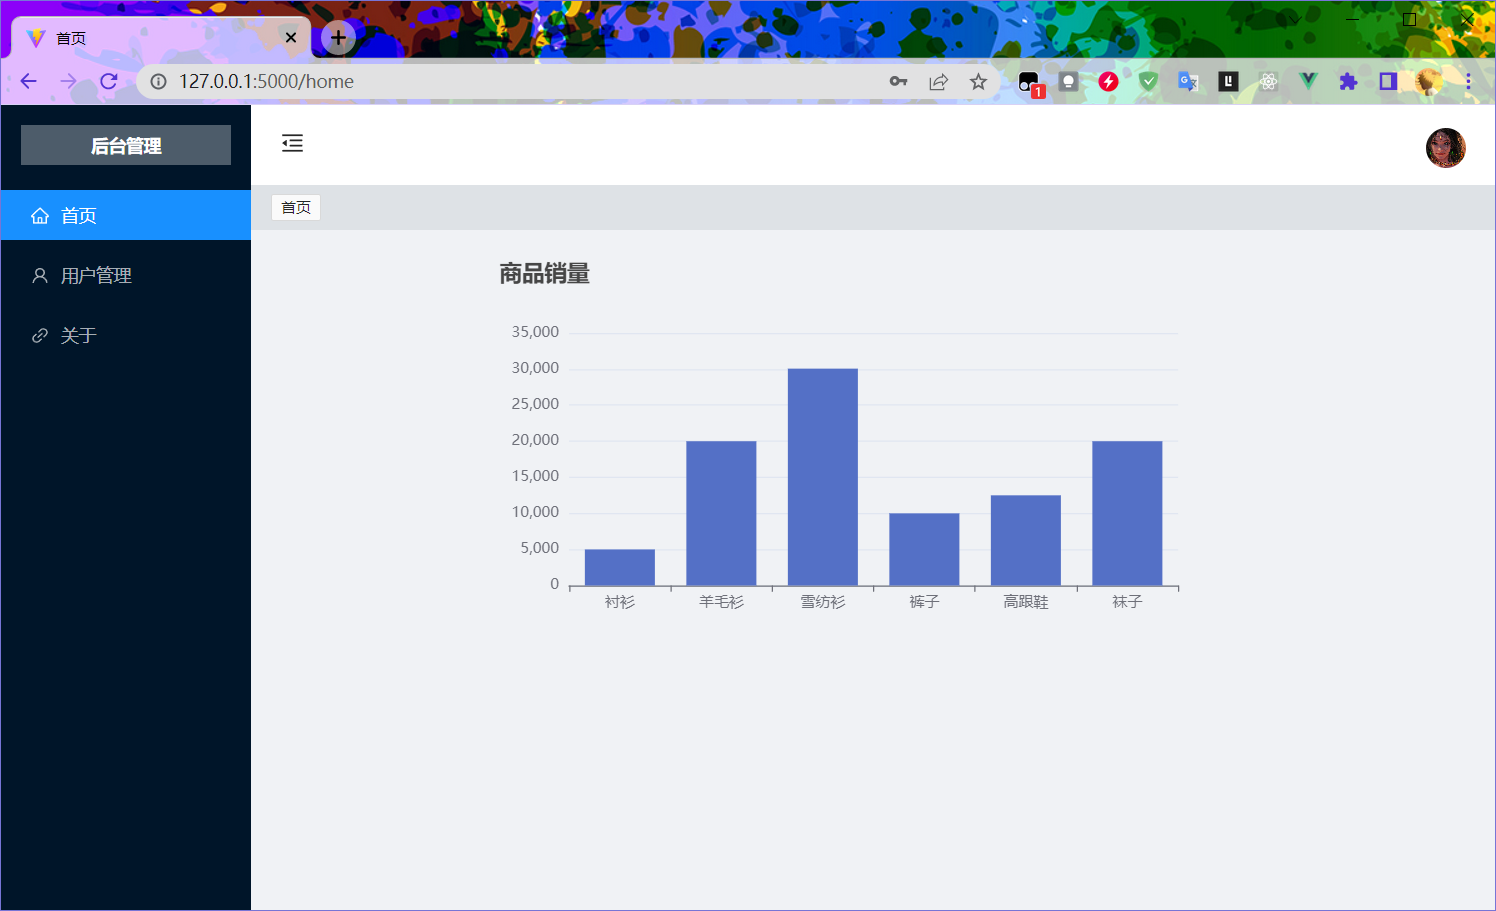 首页
127.0.0.1:5000/home
1
后台管理
首页
用户管理
关于
首页
商品销量
35,000
30,000
25,000
20,000
15,000
10,000
5,000
0
衬衫 羊毛衫 雪纺衫 裤子 高跟鞋 袜子